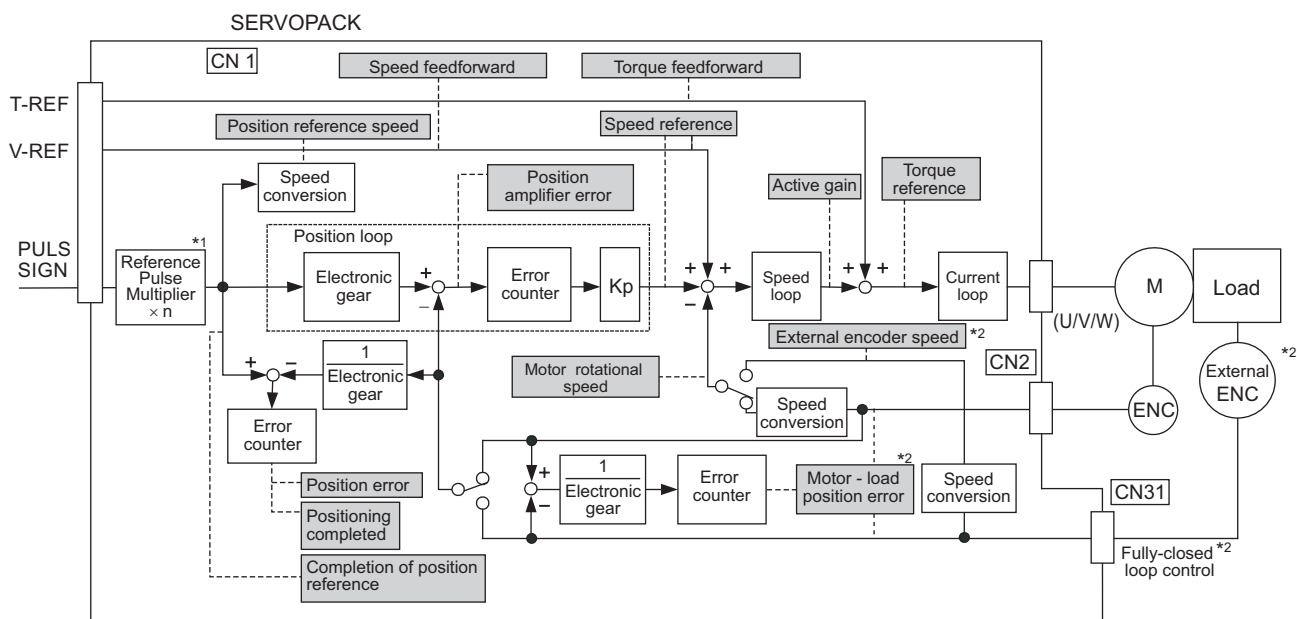 SERVOPACK
CN 1
Speed feedforward
Torque feedforward
T-REF
Position reference speed
Speed reference
V-REF
Speed
conversion
Position
amplifier error
Active gain
Torque
reference
PULS
SIGN
*1
Reference
Pulse
Multiplier
× n
Position loop
Electronic
gear
+
−
Error
counter
Kp
+
+
−
Speed
loop
+
+
Current
loop
(U/V/W)
M
Load
External encoder speed
*2
CN2
*2
External
ENC
ENC
+
−
1
Electronic
gear
Motor rotational
speed
Speed
conversion
Error
counter
*2
+
−
1
Electronic
gear
Error
counter
Motor - load
position error
Speed
conversion
CN31
Position error
Positioning
completed
Completion of position
reference
Fully-closed *2
loop control